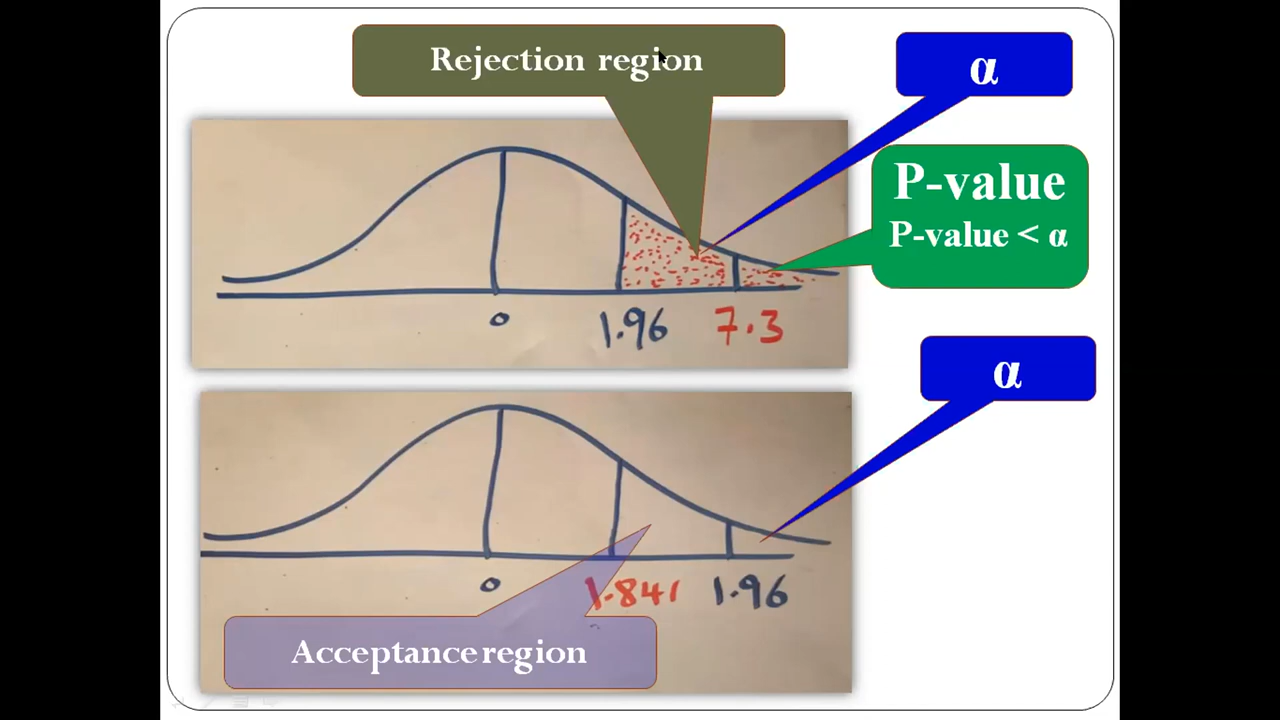 Rejection region
α
P-value
P-value < α
0
1.96
7.3
α
0
1.841
1.96
Acceptance region